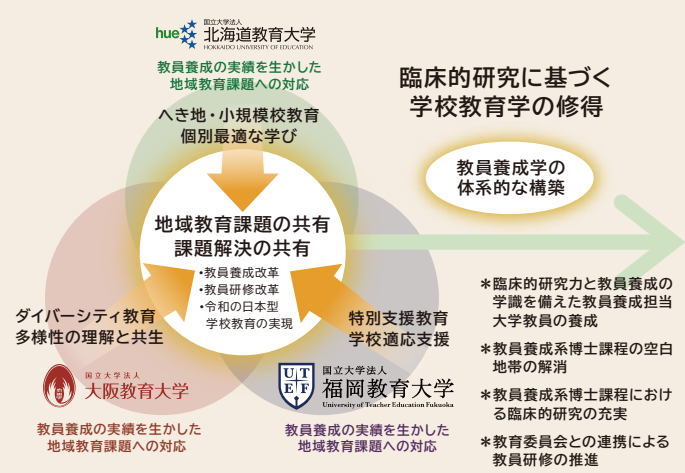 hue
国立大学法人
北海道教育大学
HOKKAIDO UNIVERSITY OF EDUCATION
教員養成の実績を生かした
地域教育課題への対応
へき地・小規模校教育
個別最適な学び
臨床的研究に基づく
学校教育学の修得
教員養成学の
体系的な構築
地域教育課題の共有
課題解決の共有
・教員養成改革
・教員研修改革
・令和の日本型
学校教育の実現
ダイバーシティ教育
多様性の理解と共生
特別支援教育
学校適応支援
国立大学法人
大阪教育大学
教員養成の実績を生かした
地域教育課題への対応
UTEF
国立大学法人
福岡教育大学
University of Teacher Education Fukuoka
教員養成の実績を生かした
地域教育課題への対応
＊臨床的研究力と教員養成の
学識を備えた教員養成担当
大学教員の養成
＊教員養成系博士課程の空白
地帯の解消
＊教員養成系博士課程におけ
る臨床的研究の充実
＊教育委員会との連携による
教員研修の推進